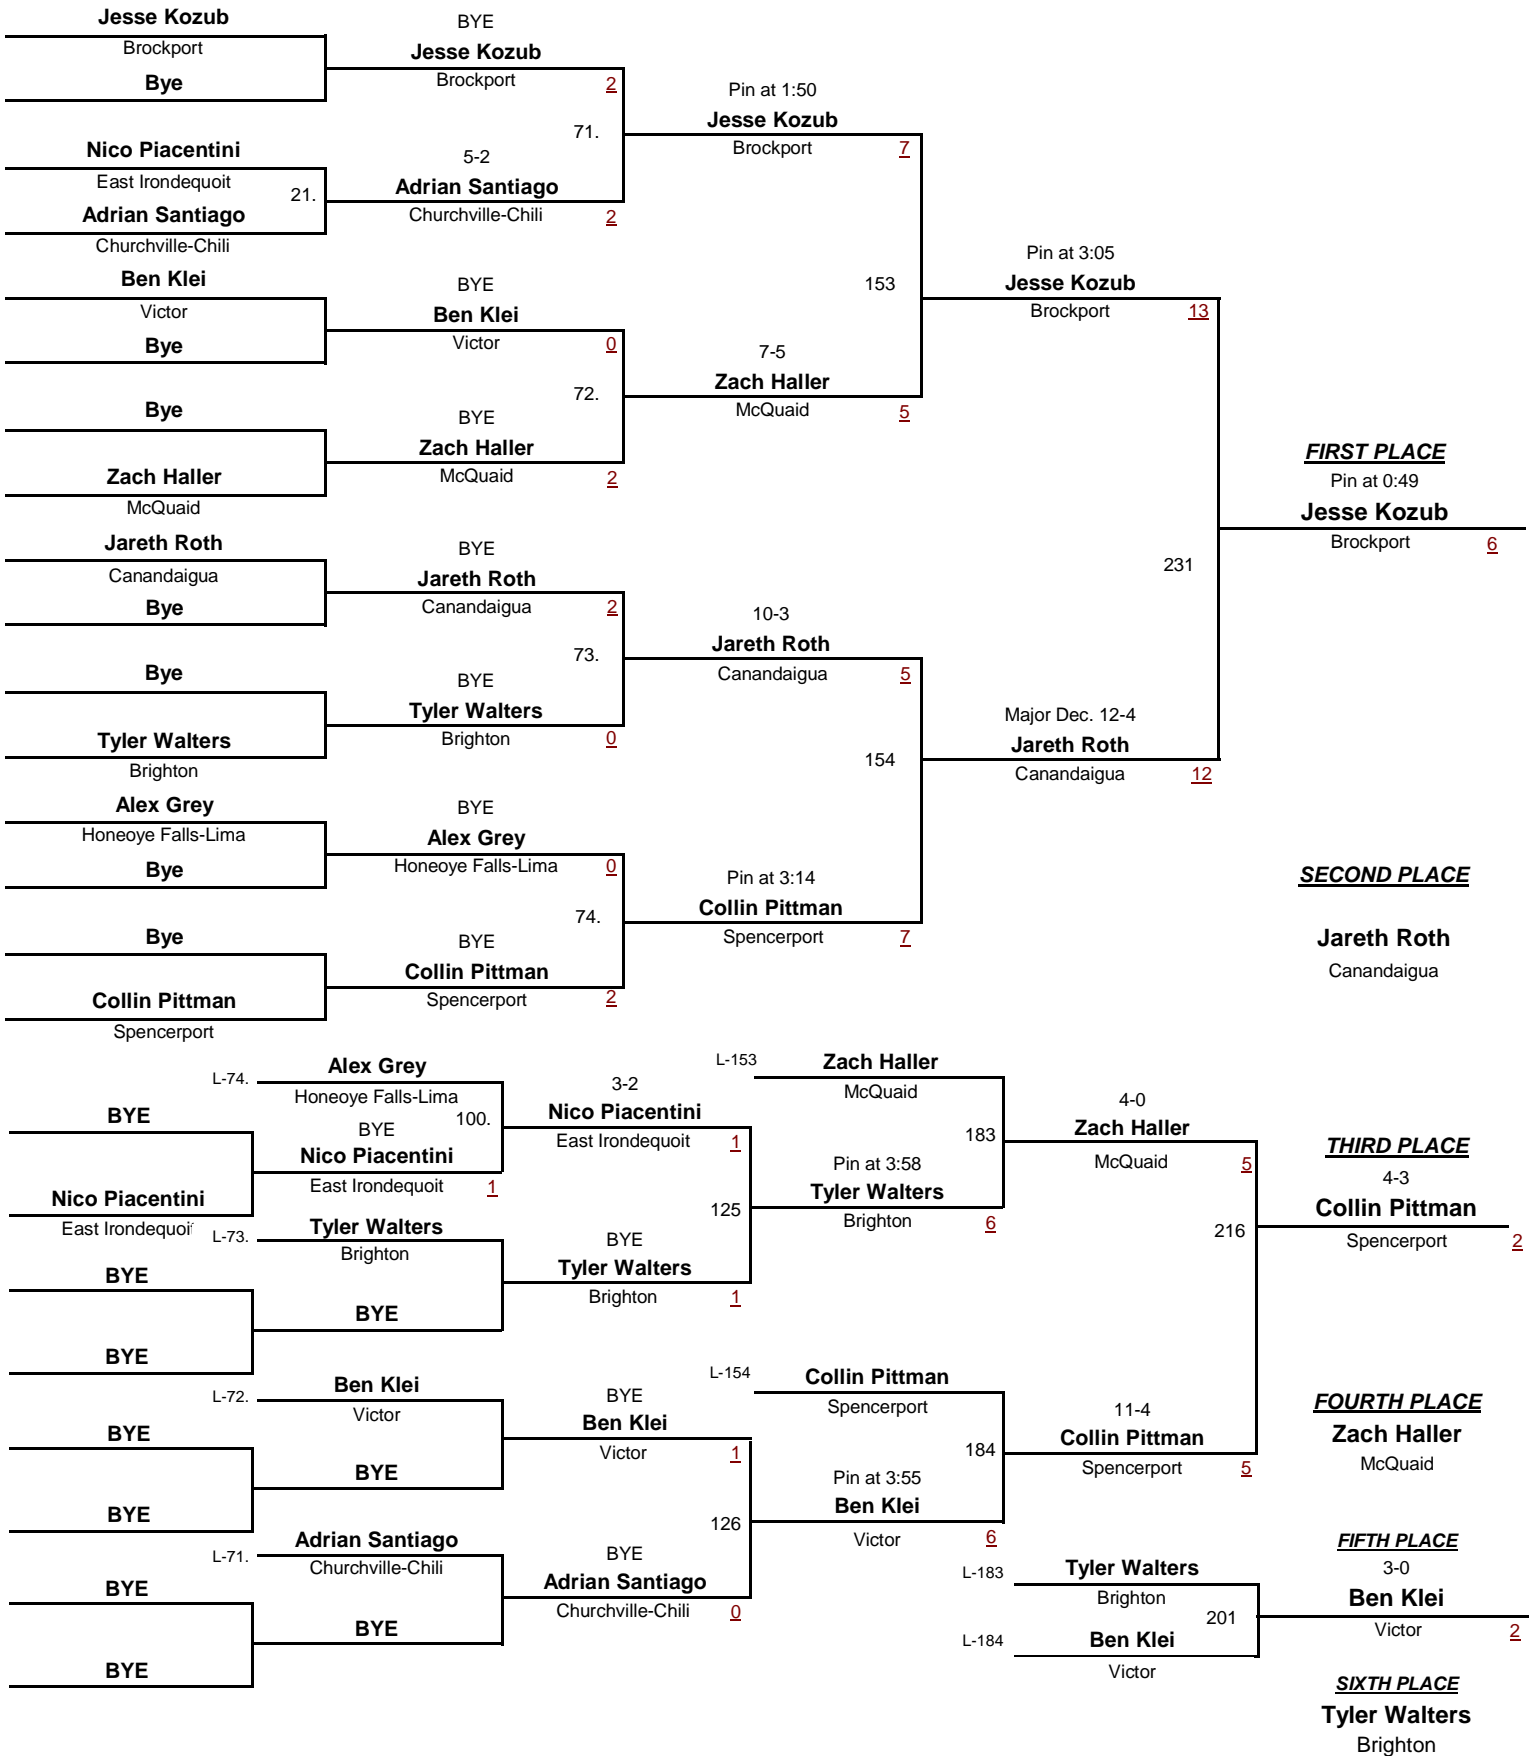 Jesse Kozub
Brockport
Bye
Nico Piacentini
East Irondequoit
21.
Adrian Santiago
Churchville-Chili
Ben Klei
Victor
Bye
Bye
Zach Haller
McQuaid
Jareth Roth
Canandaigua
Bye
Bye
Tyler Walters
Brighton
Alex Grey
Honeoye Falls-Lima
Bye
Bye
Collin Pittman
Spencerport
BYE
Jesse Kozub
Brockport
2
71.
5-2
Adrian Santiago
Churchville-Chili
2
BYE
Ben Klei
Victor
0
72.
BYE
Zach Haller
McQuaid
2
BYE
Jareth Roth
Canandaigua
2
73.
BYE
Tyler Walters
Brighton
0
BYE
Alex Grey
Honeoye Falls-Lima
0
74.
BYE
Collin Pittman
Spencerport
2
Pin at 1:50
Jesse Kozub
Brockport
7
153
7-5
Zach Haller
McQuaid
5
10-3
Jareth Roth
Canandaigua
5
154
Pin at 3:14
Collin Pittman
Spencerport
7
Pin at 3:05
Jesse Kozub
Brockport
13
231
Major Dec. 12-4
Jareth Roth
Canandaigua
12
FIRST PLACE
Pin at 0:49
Jesse Kozub
Brockport
6
SECOND PLACE
Jareth Roth
Canandaigua
BYE
Nico Piacentini
East Irondequoit
BYE
BYE
BYE
BYE
BYE
BYE
L-74.
Alex Grey
Honeoye Falls-Lima
100.
BYE
Nico Piacentini
East Irondequoit
1
L-73.
Tyler Walters
Brighton
BYE
L-72.
Ben Klei
Victor
BYE
L-71.
Adrian Santiago
Churchville-Chili
BYE
3-2
Nico Piacentini
East Irondequoit
1
125
BYE
Tyler Walters
Brighton
1
BYE
Ben Klei
Victor
1
126
BYE
Adrian Santiago
Churchville-Chili
0
L-153
Zach Haller
McQuaid
183
Pin at 3:58
Tyler Walters
Brighton
6
L-154
Collin Pittman
Spencerport
184
Pin at 3:55
Ben Klei
Victor
6
4-0
Zach Haller
McQuaid
5
216
11-4
Collin Pittman
Spencerport
5
L-183
Tyler Walters
Brighton
201
L-184
Ben Klei
Victor
THIRD PLACE
4-3
Collin Pittman
Spencerport
2
FOURTH PLACE
Zach Haller
McQuaid
FIFTH PLACE
3-0
Ben Klei
Victor
2
SIXTH PLACE
Tyler Walters
Brighton